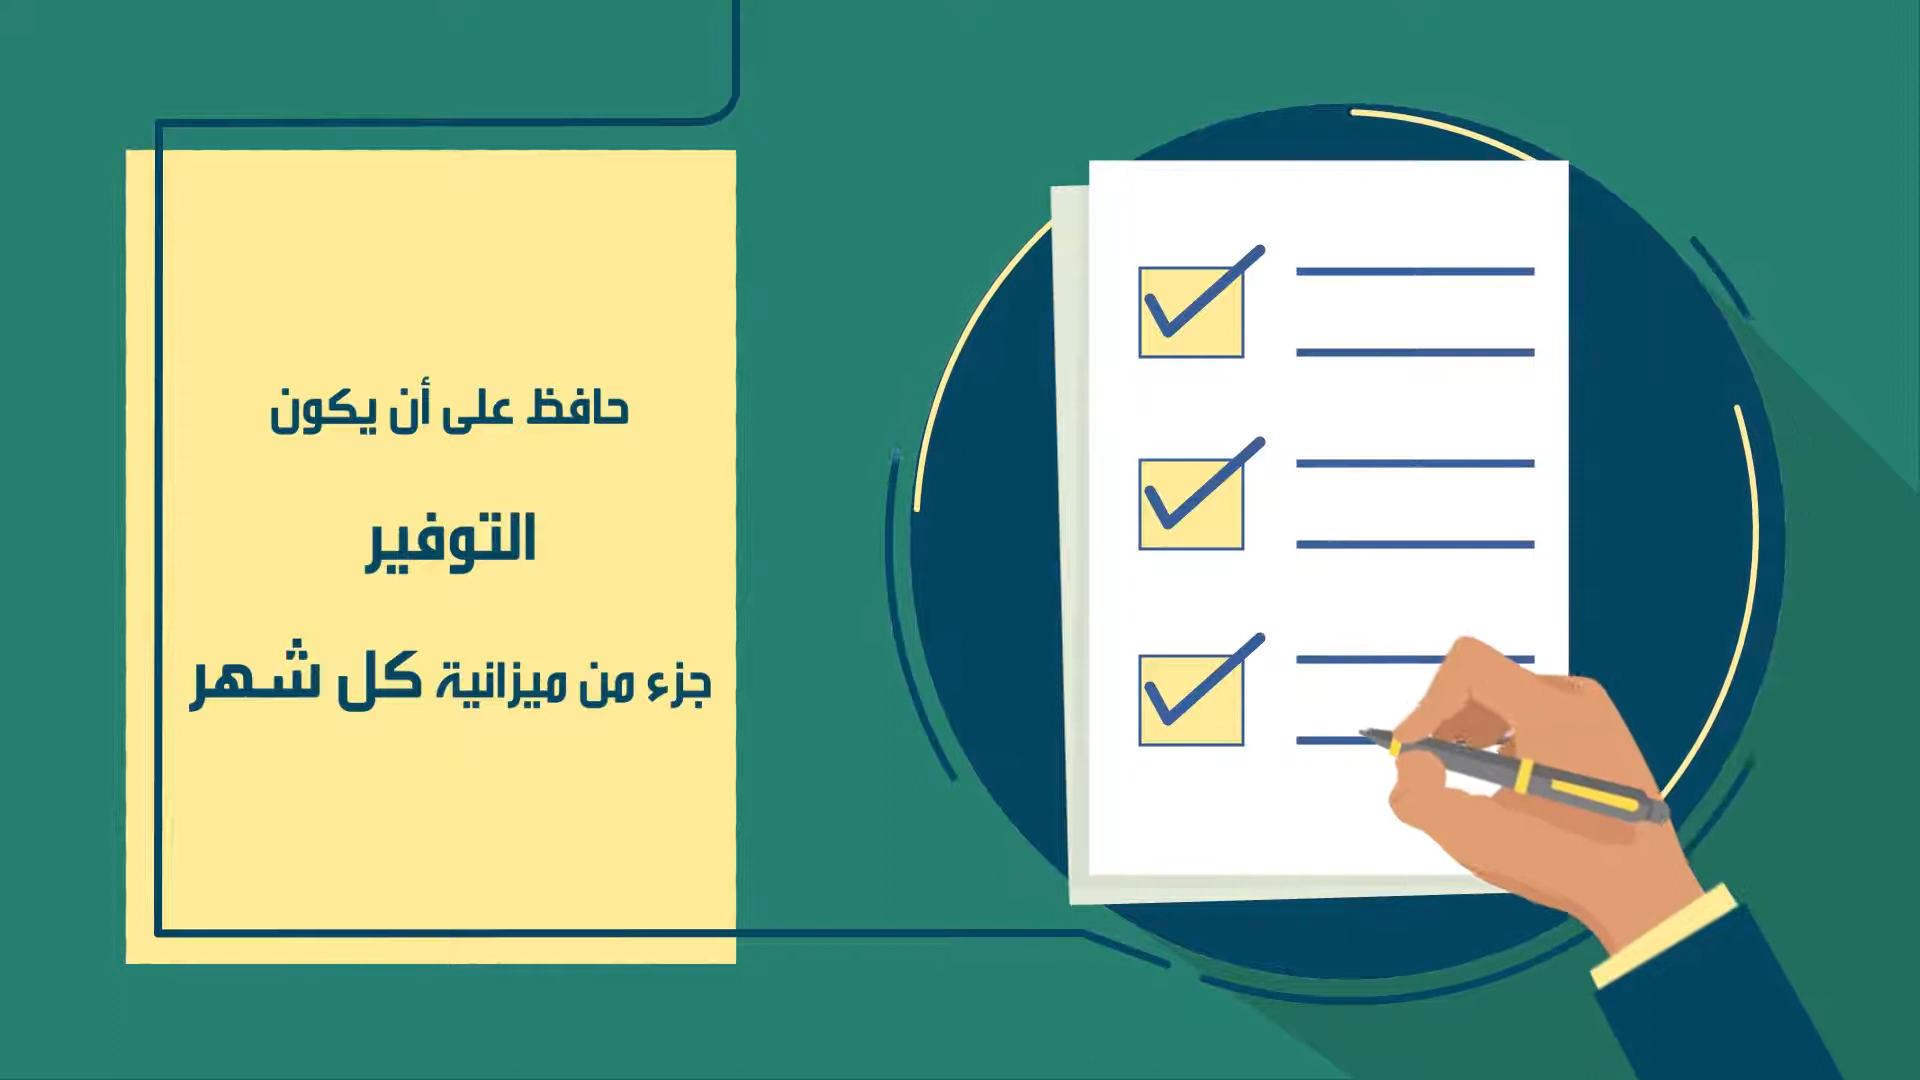 حافظ على أن يكون
التوفير
جزء من ميزانية كل شهر